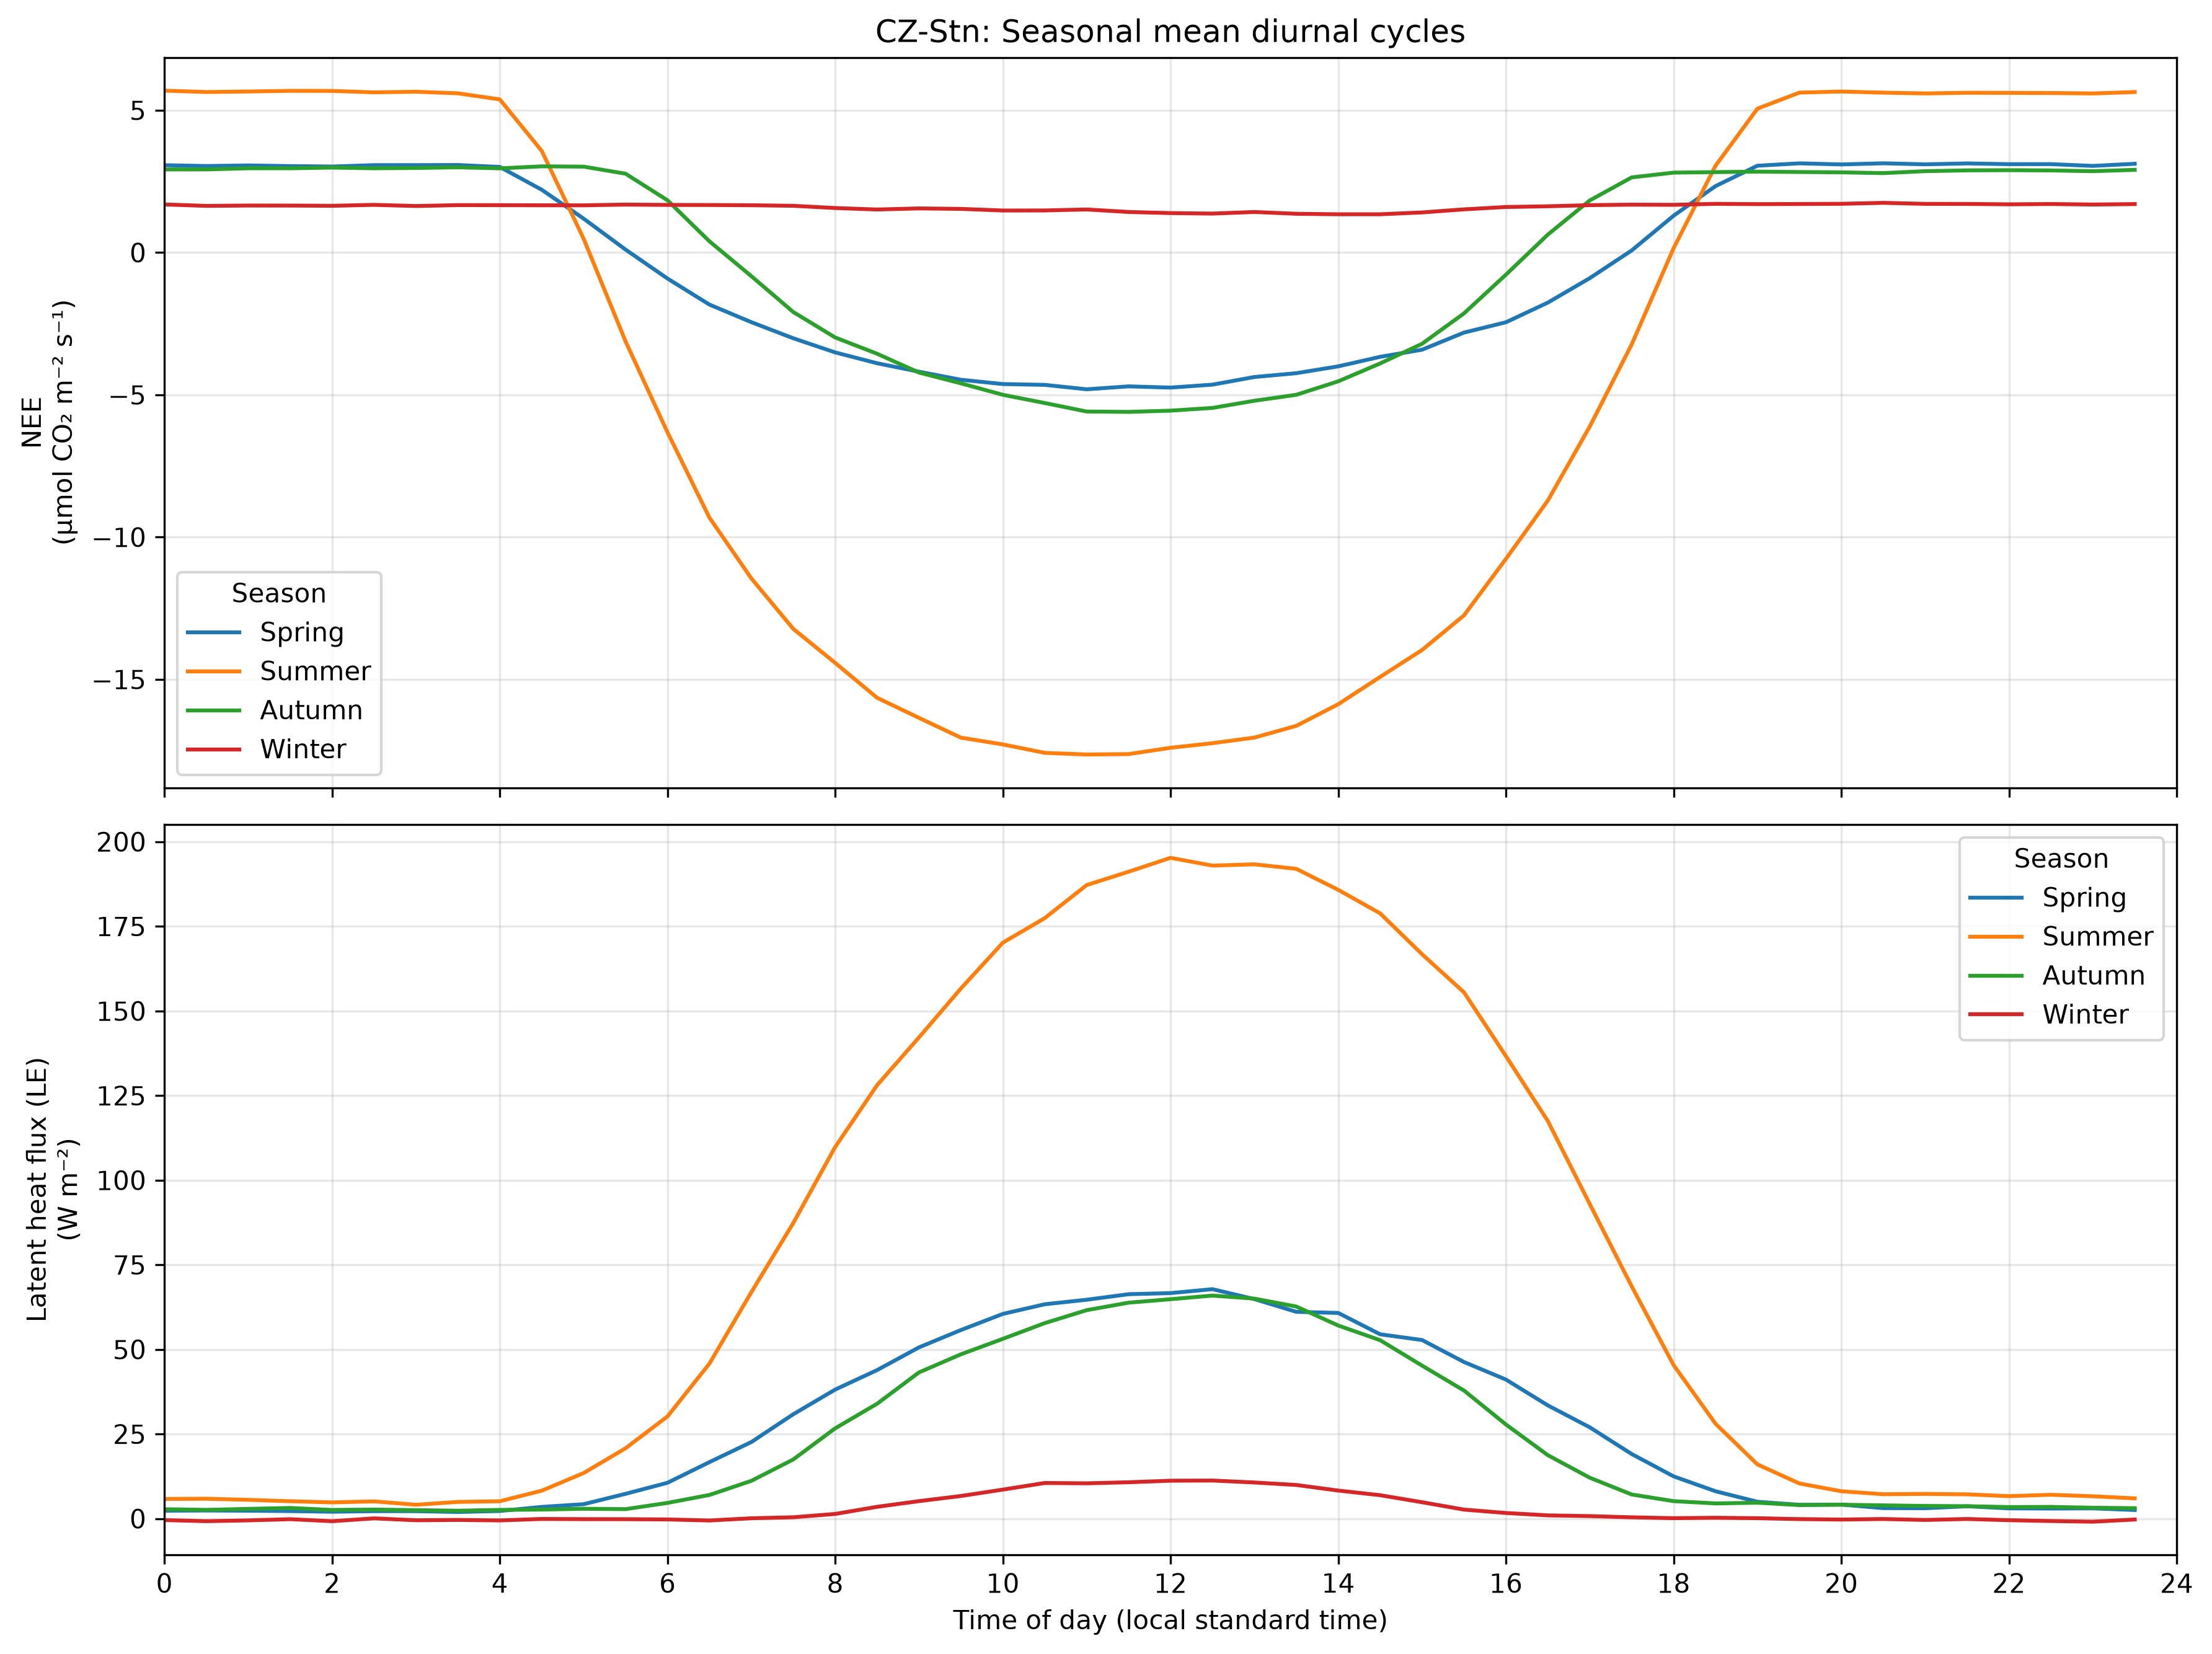 CZ-Stn: Seasonal mean diurnal cycles
NEE
(μmol CO₂ m⁻² s⁻¹)
5
0
−5
−10
−15
Season
Spring
Summer
Autumn
Winter
Latent heat flux (LE)
(W m⁻²)
200
175
150
125
100
75
50
25
0
Season
Spring
Summer
Autumn
Winter
0 2 4 6 8 10 12 14 16 18 20 22 24
Time of day (local standard time)